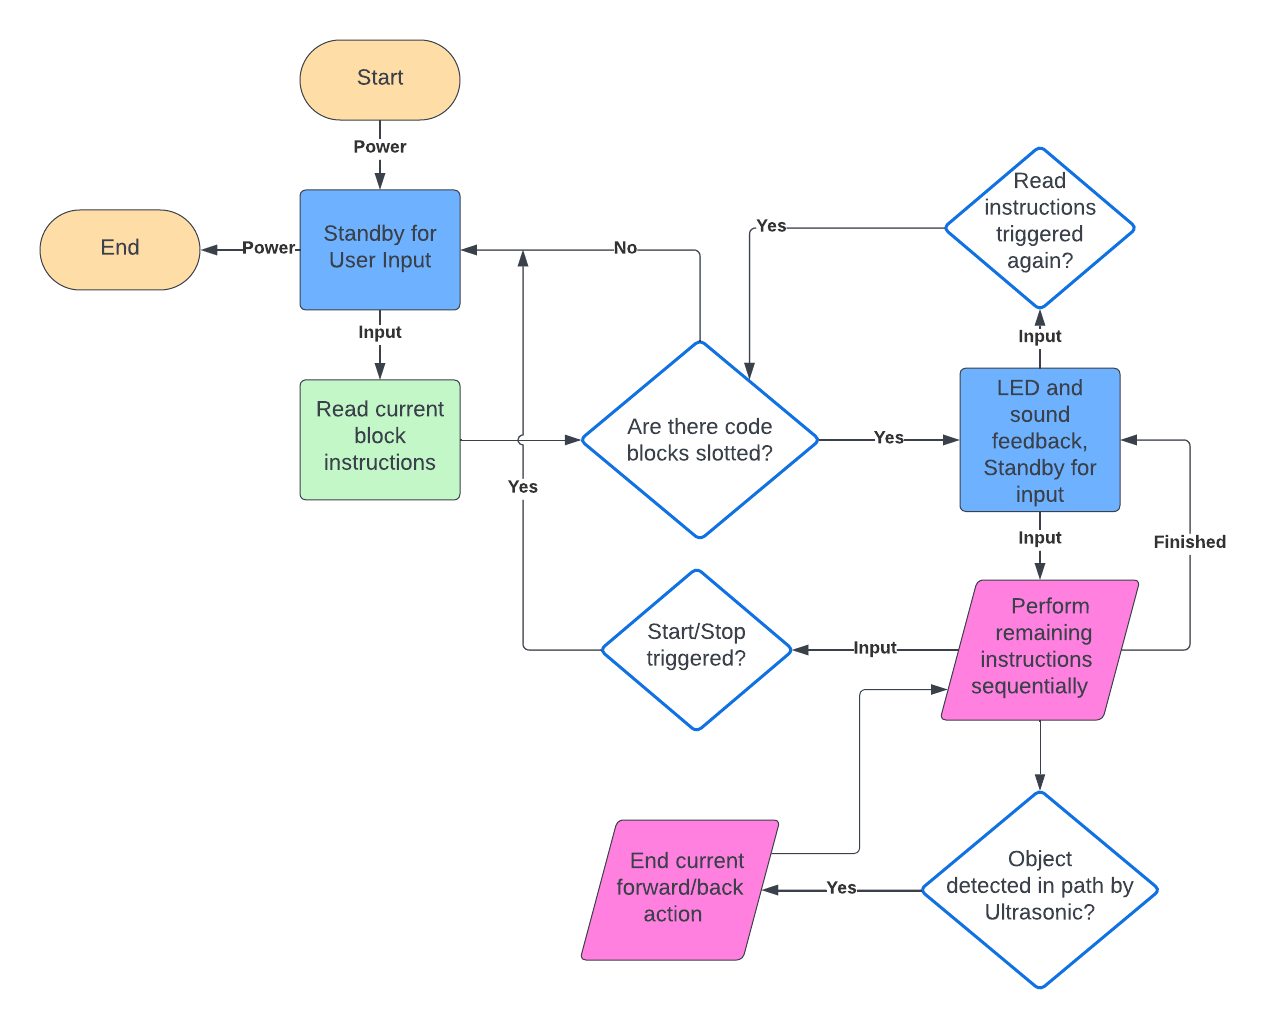 Start
Power
Standby for
User Input
Power
End
Input
Read current
block
instructions
No
Yes
Are there code
blocks slotted?
Yes
Read
instructions
triggered
again?
Yes
Input
LED and
sound
feedback,
Standby for
input
Input
Finished
Perform
remaining
instructions
sequentially
Input
Start/Stop
triggered?
Object
detected in path by
Ultrasonic?
Yes
End current
forward/back
action